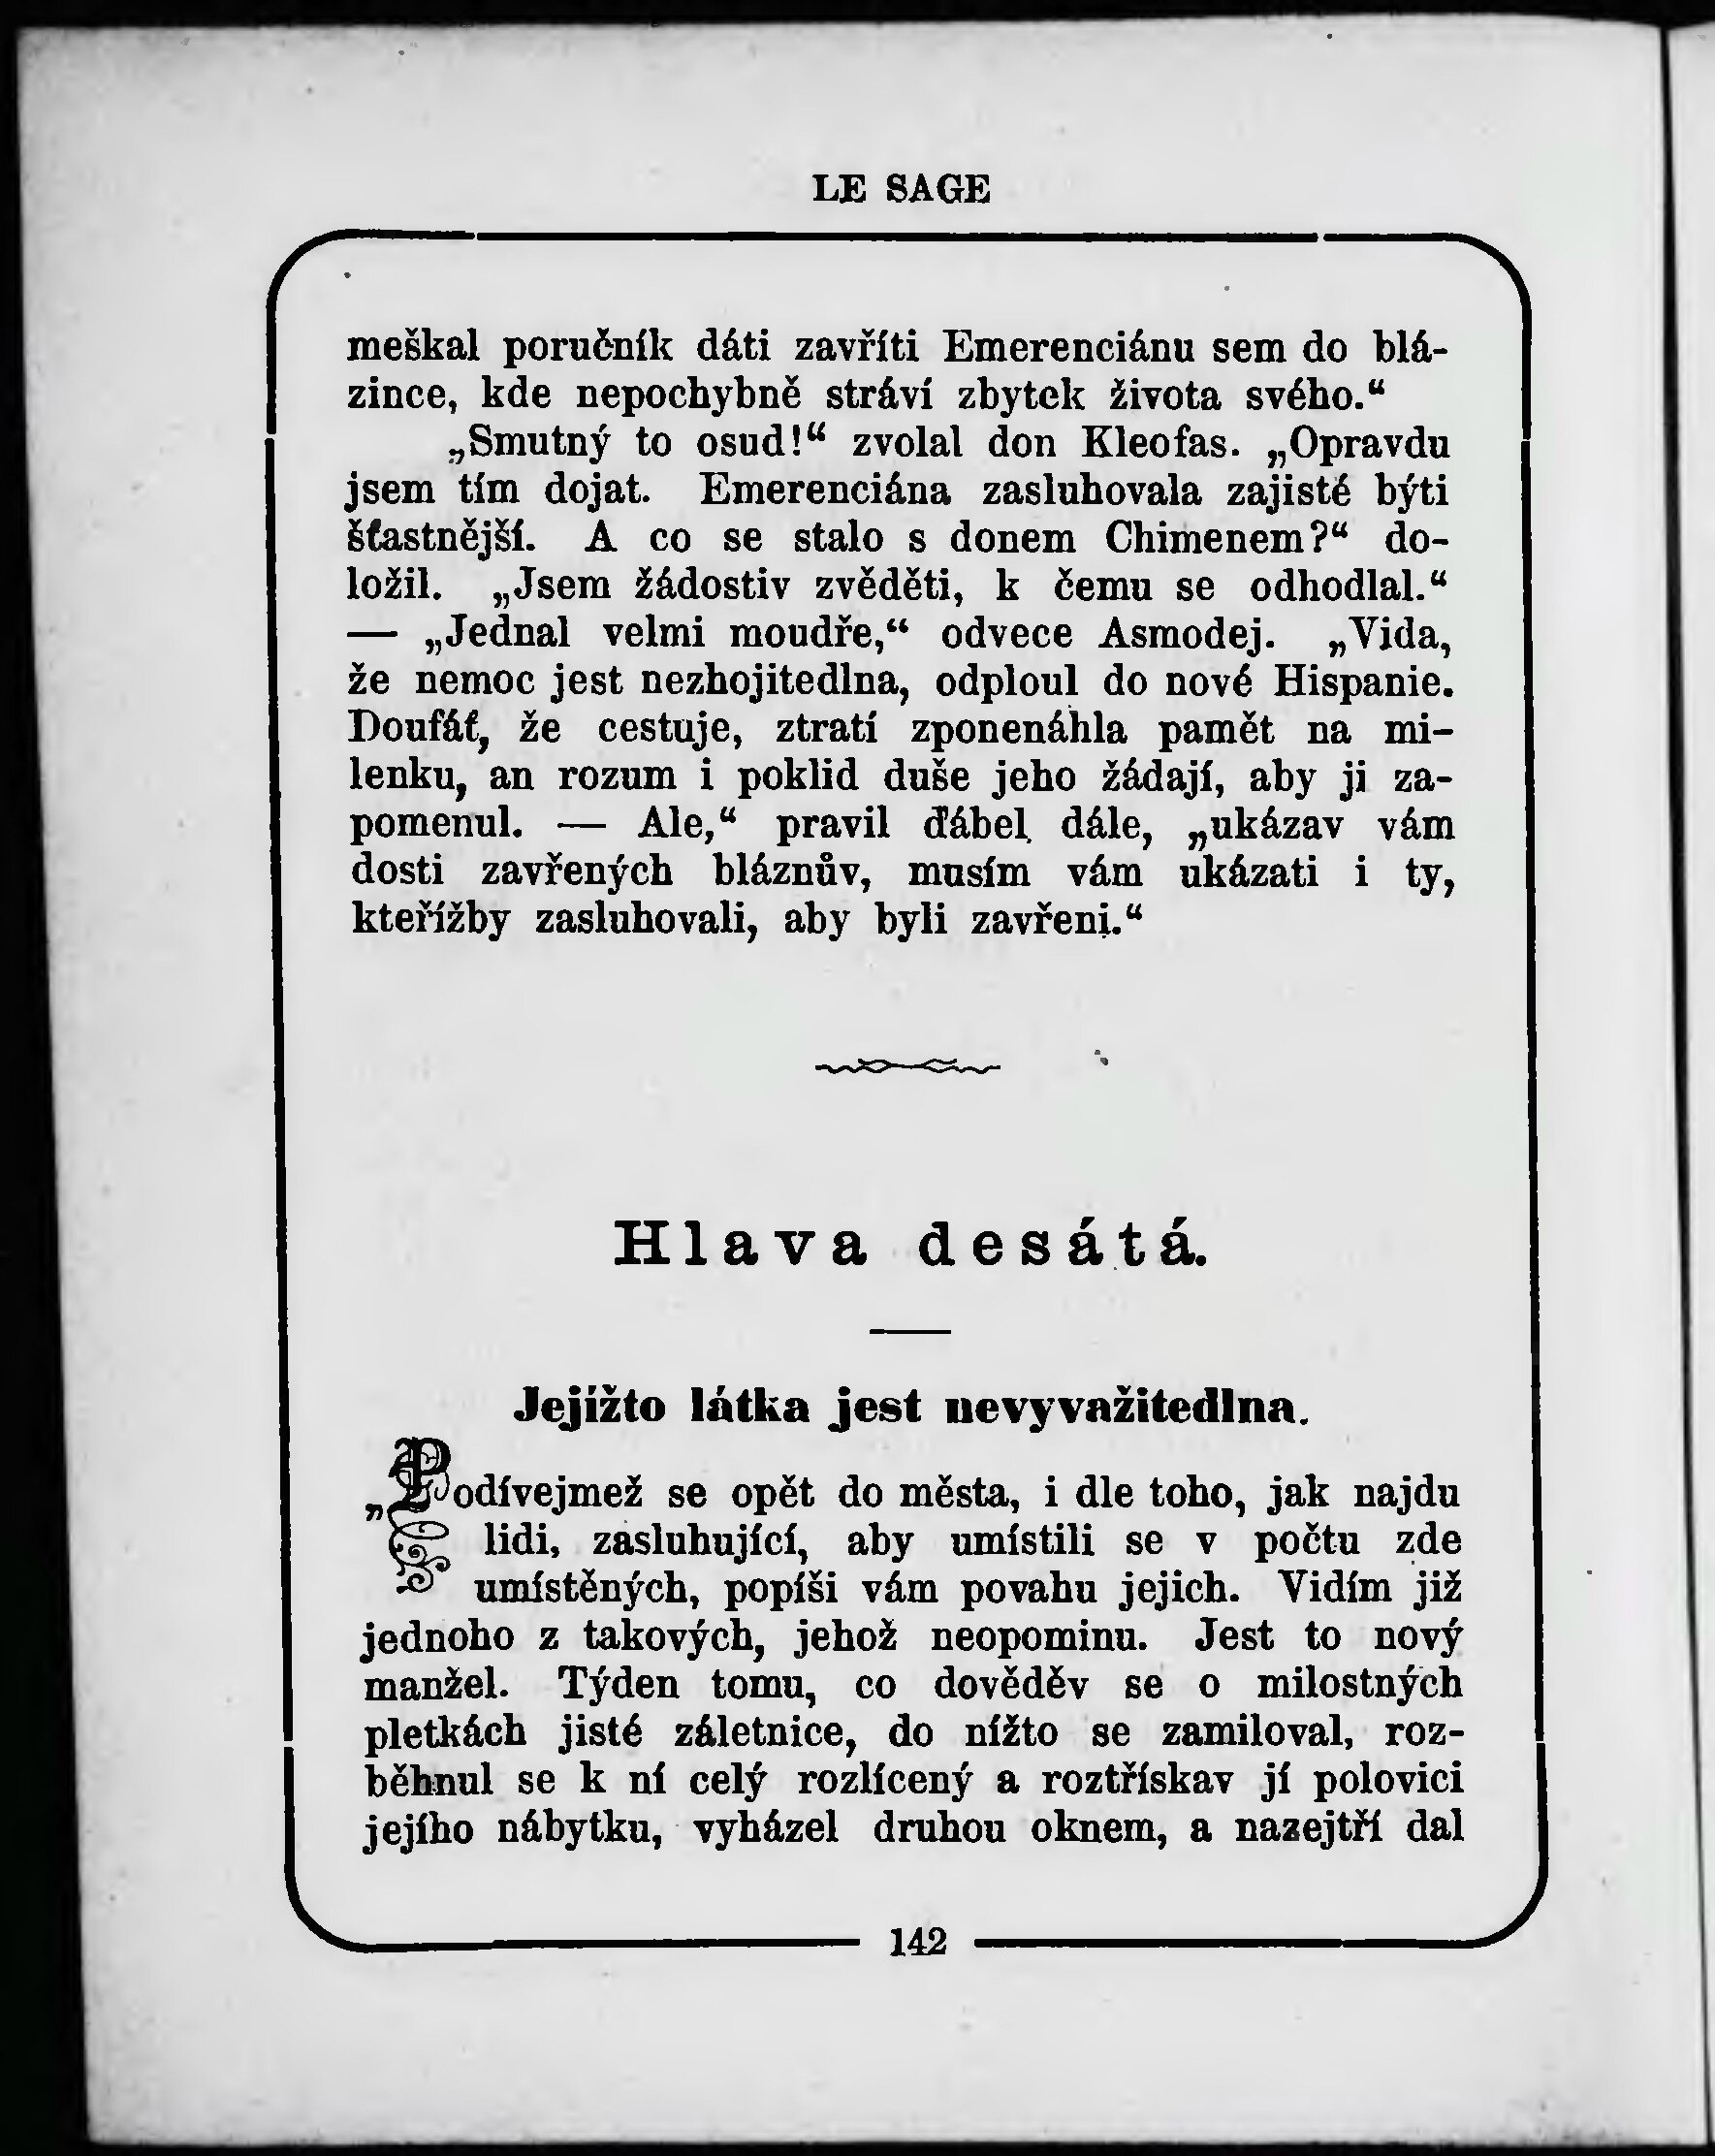 LE SAGE
meškal poručník dáti zavříti Emerenciánu sem do blá-
zince, kde nepochybně stráví zbytek života svého.“
„Smutný to osud!“ zvolal don Kleofas. „Opravdu
jsem tím dojat. Emerenciána zasluhovala zajisté býti
šťastnější. A co se stalo s donem Chimenem?“ do-
ložil. „Jsem žádostiv zvěděti, k čemu se odhodlal.“
— „Jednal velmi moudře,“ odvece Asmodej. „Vida,
že nemoc jest nezhojitedlna, odploul do nové Hispanie.
Doufáť, že cestuje, ztratí zponenáhla pamět na mi-
lenku, an rozum i poklid duše jeho žádají, aby ji za-
pomenul. — Ale,“ pravil ďábel dále, „ukázav vám
dosti zavřených bláznův, musím vám ukázati i ty,
kteřížby zasluhovali, aby byli zavřeni.“
Hlava desátá.
Jejížto látka jest nevyvažitedlna.
„Podívejmež se opět do města, i dle toho, jak najdu
lidi, zasluhující, aby umístili se v počtu zde
umístěných, popíši vám povahu jejich. Vidím již
jednoho z takových, jehož neopominu. Jest to nový
manžel. Týden tomu, co dověděv se o milostných
pletkách jisté záletnice, do nížto se zamiloval, roz-
běhnul se k ní celý rozlícený a roztřískav jí polovici
jejího nábytku, vyházel druhou oknem, a nazejtří dal
142